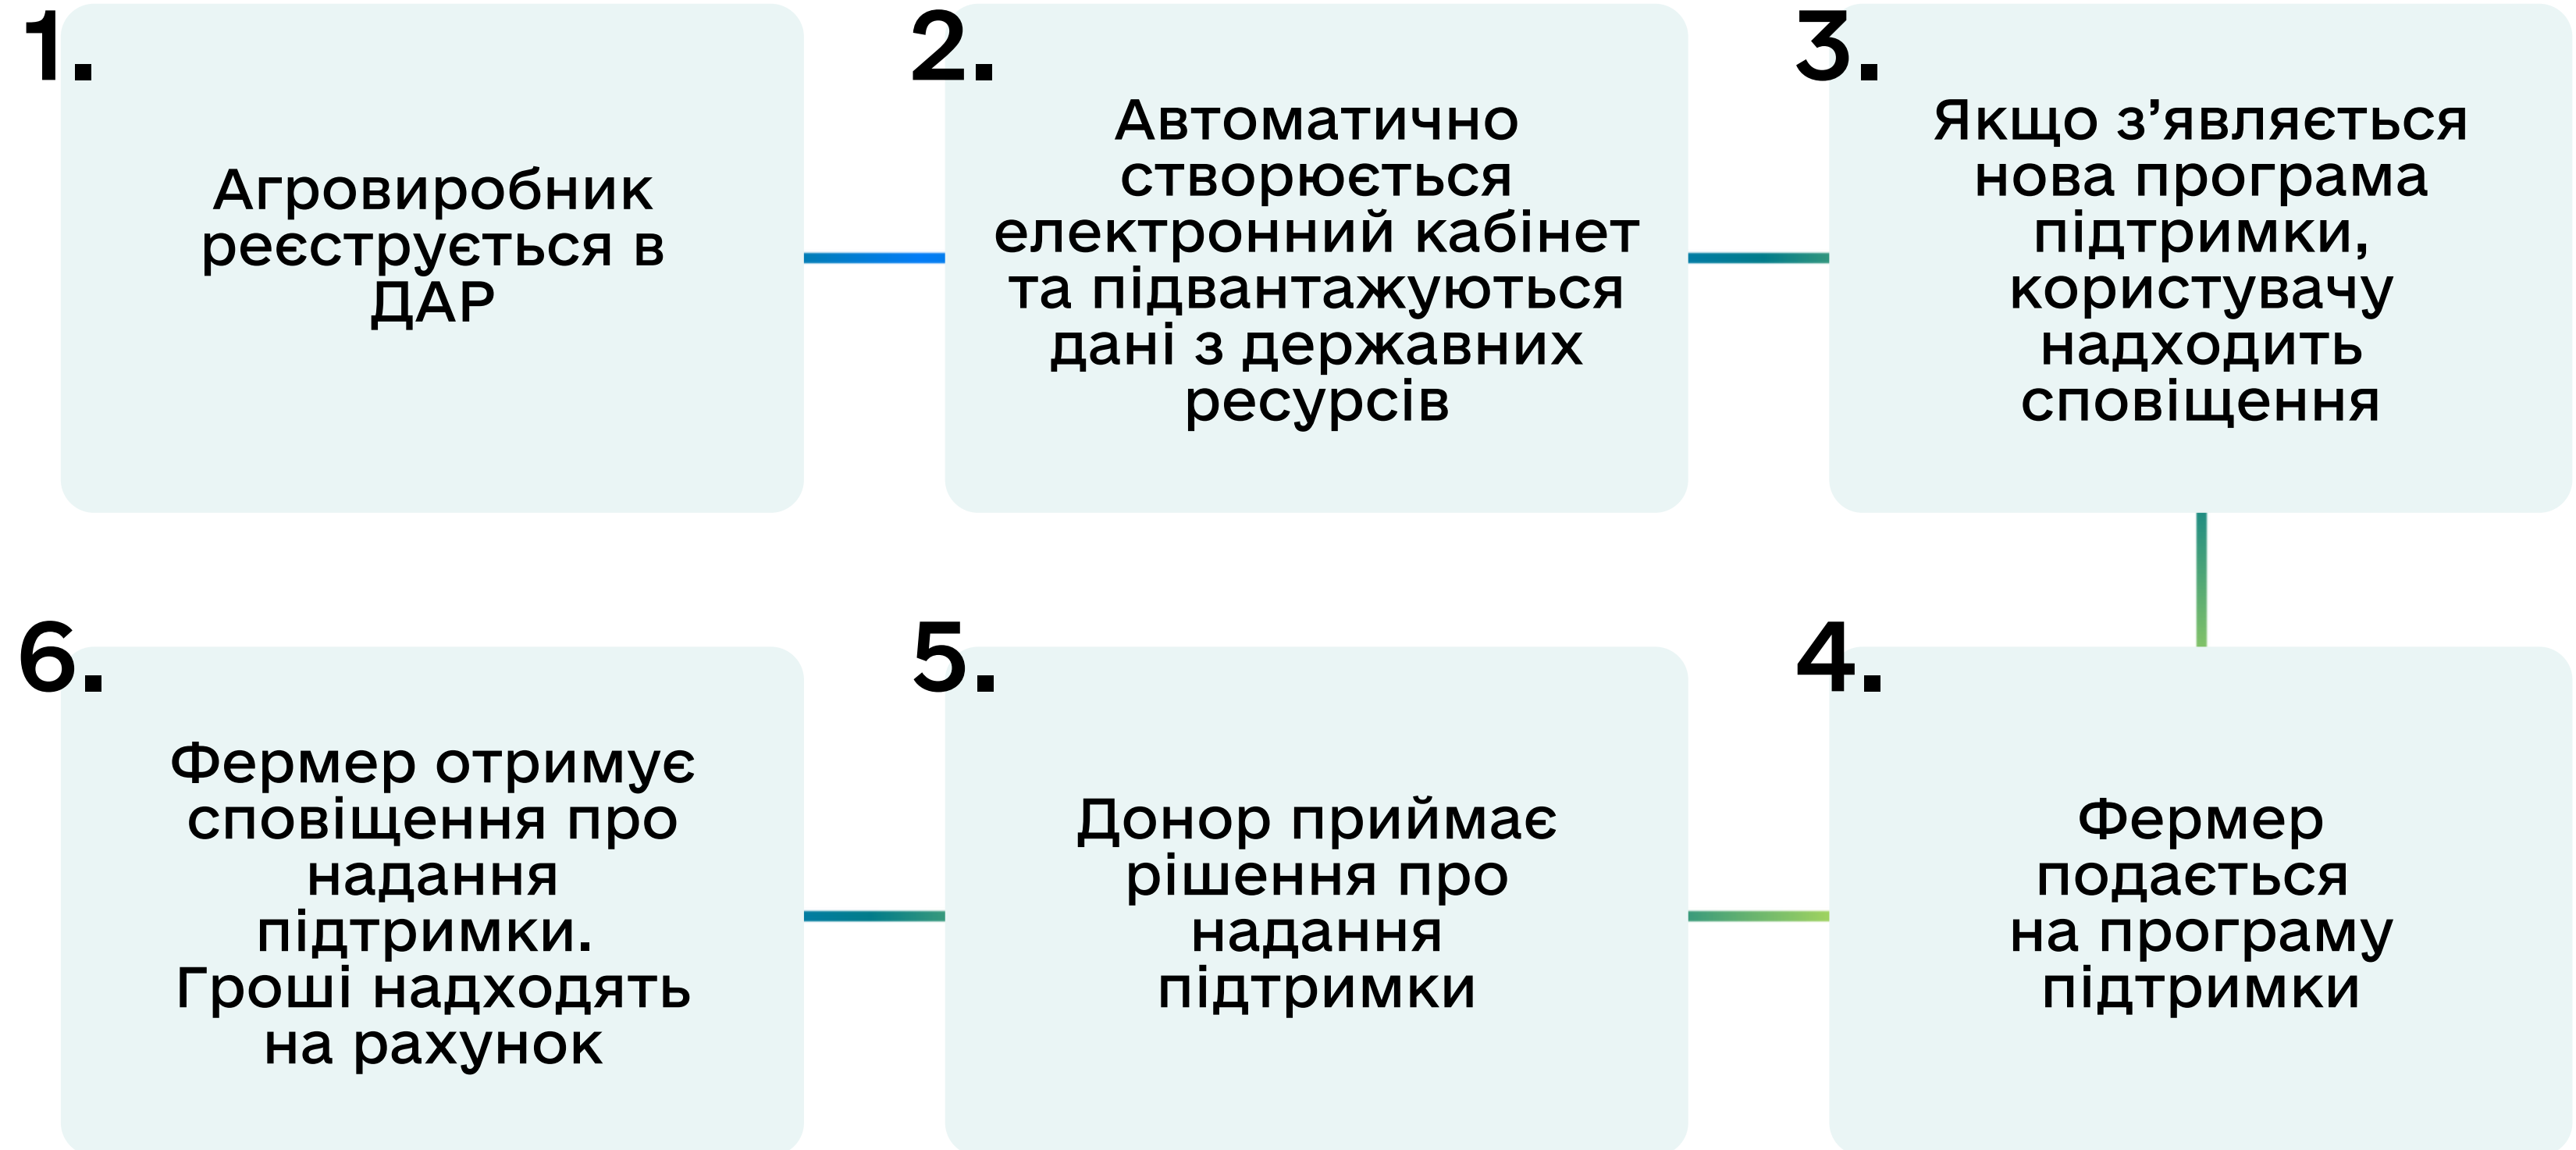 1.
Агровиробник
реєструється в
ДАР
2.
Автоматично
створюється
електронний кабінет
та підвантажуються
дані з державних
ресурсів
3.
Якщо з’являється
нова програма
підтримки,
користувачу
надходить
сповіщення
4.
Фермер
подається
на програму
підтримки
5.
Донор приймає
рішення про
надання
підтримки
6.
Фермер отримує
сповіщення про
надання
підтримки.
Гроші надходять
на рахунок